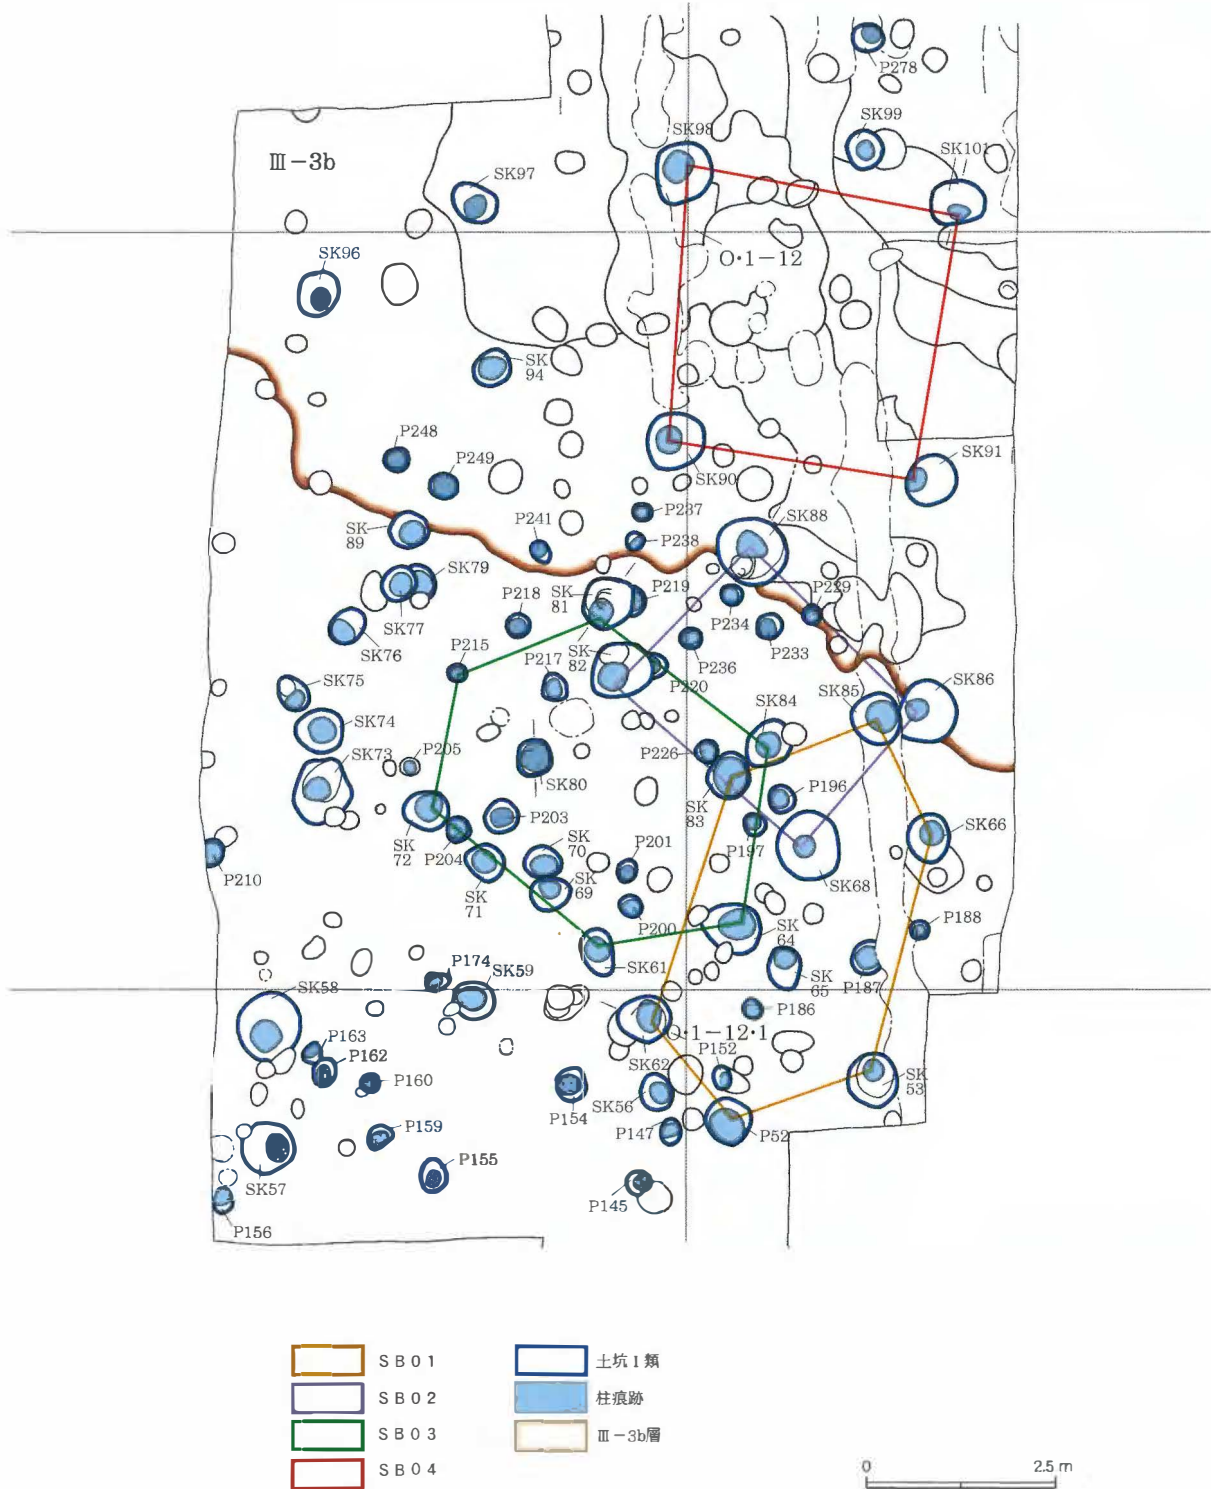 P278
SK99
SK98
SK101
Ⅲ-3b
SK97
O・1-12
SK96
SK
94
P248
P249
SK91
SK90
P237
SK88
SK
89
P241
P238
SK79
SK
81
P219
P229
P218
P234
SK77
SK
82
P233
SK76
P215
P236
P217
P220
SK75
SK85
SK86
SK84
SK74
P226
P205
SK73
SK80
P196
SK
83
P203
SK66
P197
SK
72
P204
SK
70
P201
P210
SK
71
SK
69
SK68
P200
P188
SK
64
SK61
P174
SK59
SK
65
P187
SK58
P186
O・1-12・1
P163
P152
P162
SK62
P160
SK
53
SK56
P154
P147
P52
P159
P155
SK57
P145
P156
SB01
土坑Ⅰ類
SB02
柱痕跡
SB03
Ⅲ-3b層
SB04
0
2.5m